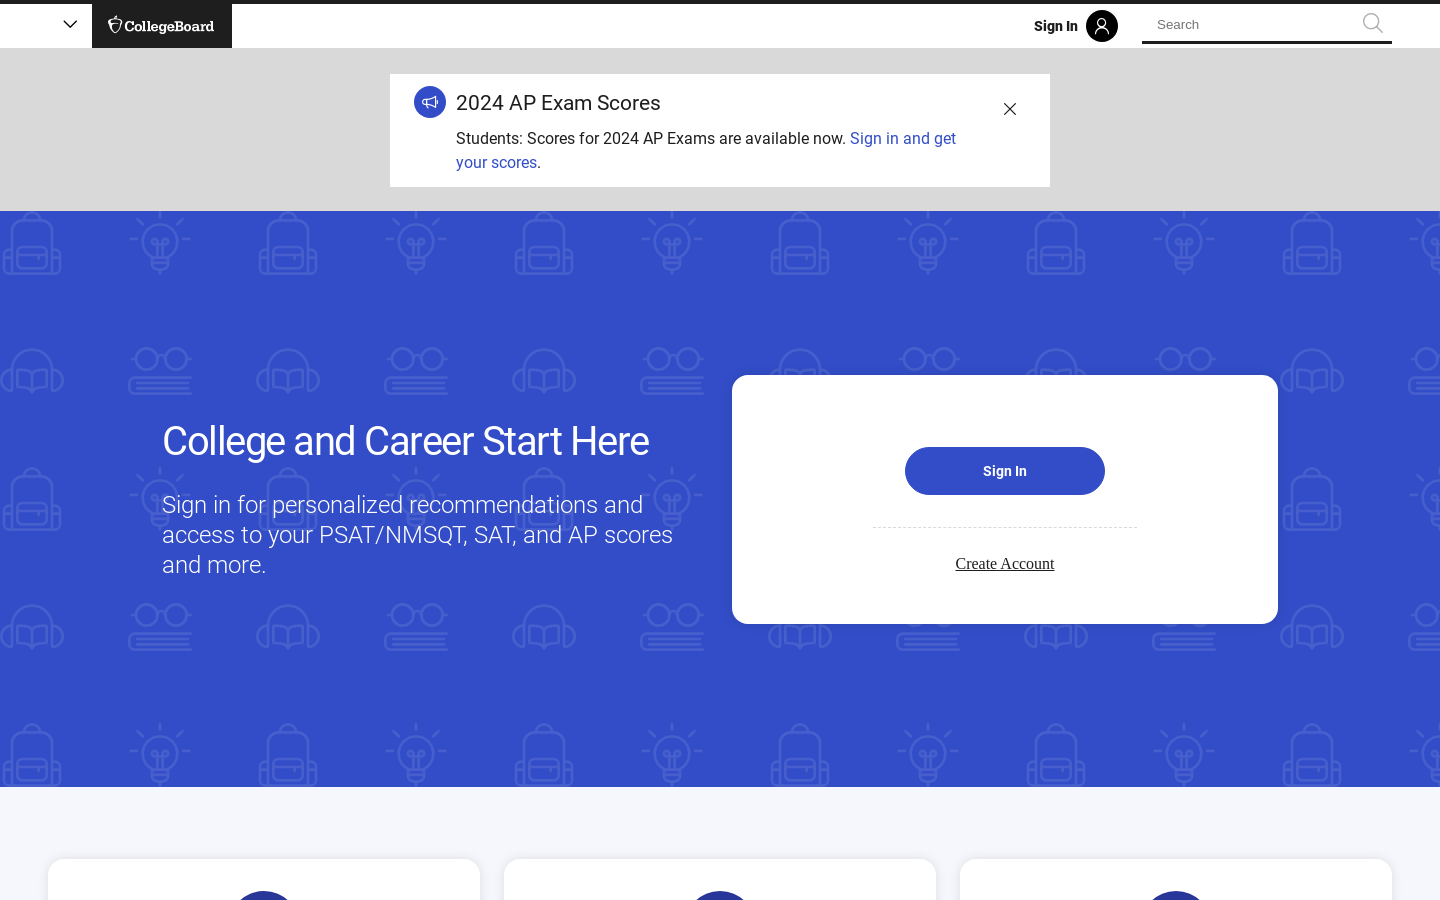 CollegeBoard
Sign In
Search
2024 AP Exam Scores
Students: Scores for 2024 AP Exams are available now. Sign in and get
your scores.
College and Career Start Here
Sign in for personalized recommendations and
access to your PSAT/NMSQT, SAT, and AP scores
and more.
Sign In
Create Account